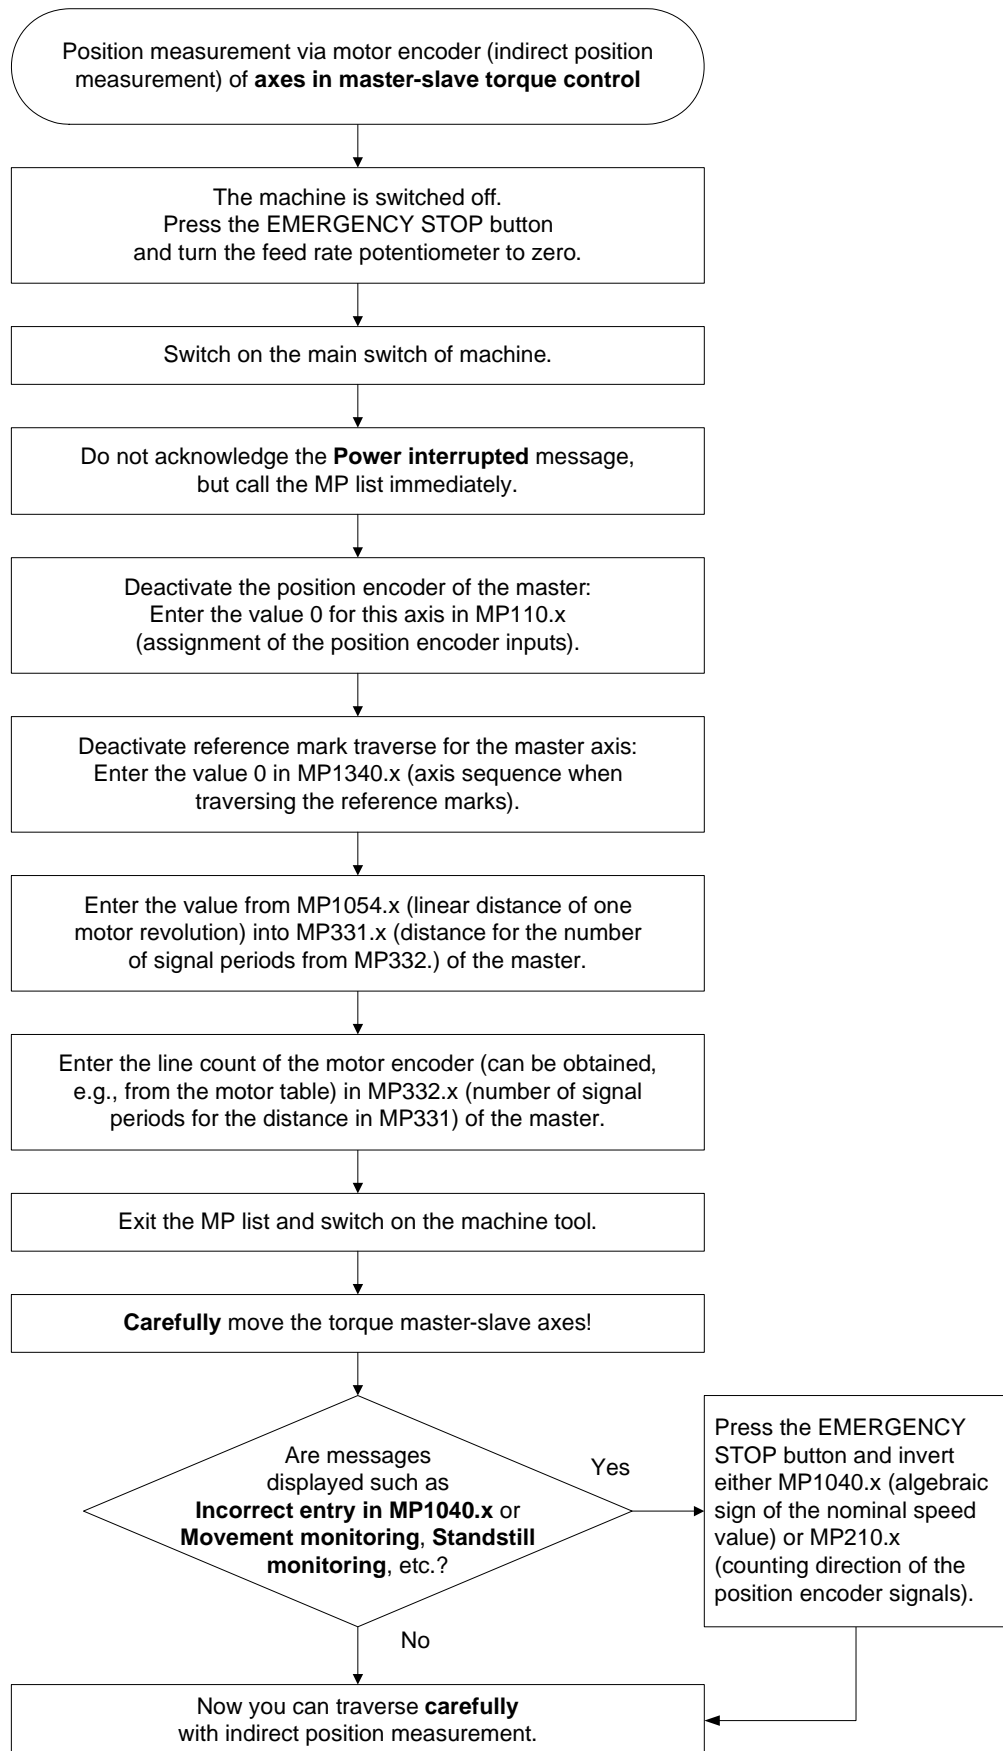 Position measurement via motor encoder (indirect position
measurement) of axes in master-slave torque control
The machine is switched off.
Press the EMERGENCY STOP button
and turn the feed rate potentiometer to zero.
Switch on the main switch of machine.
Do not acknowledge the Power interrupted message,
but call the MP list immediately.
Deactivate the position encoder of the master:
Enter the value 0 for this axis in MP110.x
(assignment of the position encoder inputs).
Deactivate reference mark traverse for the master axis:
Enter the value 0 in MP1340.x (axis sequence when
traversing the reference marks).
Enter the value from MP1054.x (linear distance of one
motor revolution) into MP331.x (distance for the number
of signal periods from MP332.) of the master.
Enter the line count of the motor encoder (can be obtained,
e.g., from the motor table) in MP332.x (number of signal
periods for the distance in MP331) of the master.
Exit the MP list and switch on the machine tool.
Carefully move the torque master-slave axes!
Are messages
displayed such as
Incorrect entry in MP1040.x or
Movement monitoring, Standstill
monitoring, etc.?
Yes
Press the EMERGENCY
STOP button and invert
either MP1040.x (algebraic
sign of the nominal speed
value) or MP210.x
(counting direction of the
position encoder signals).
No
Now you can traverse carefully
with indirect position measurement.